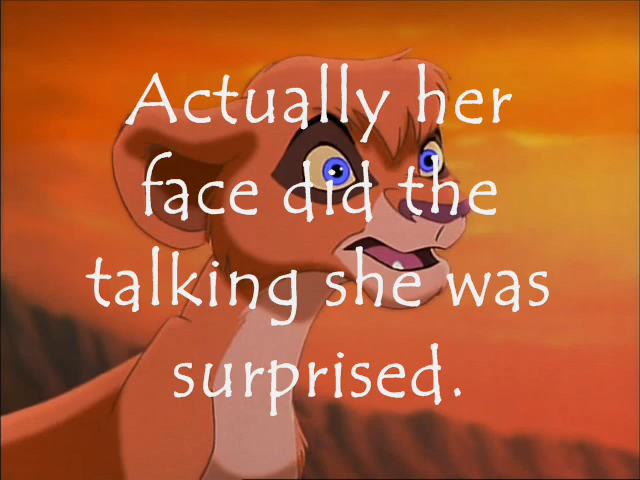 Actually her
face did the
talking she was
surprised.